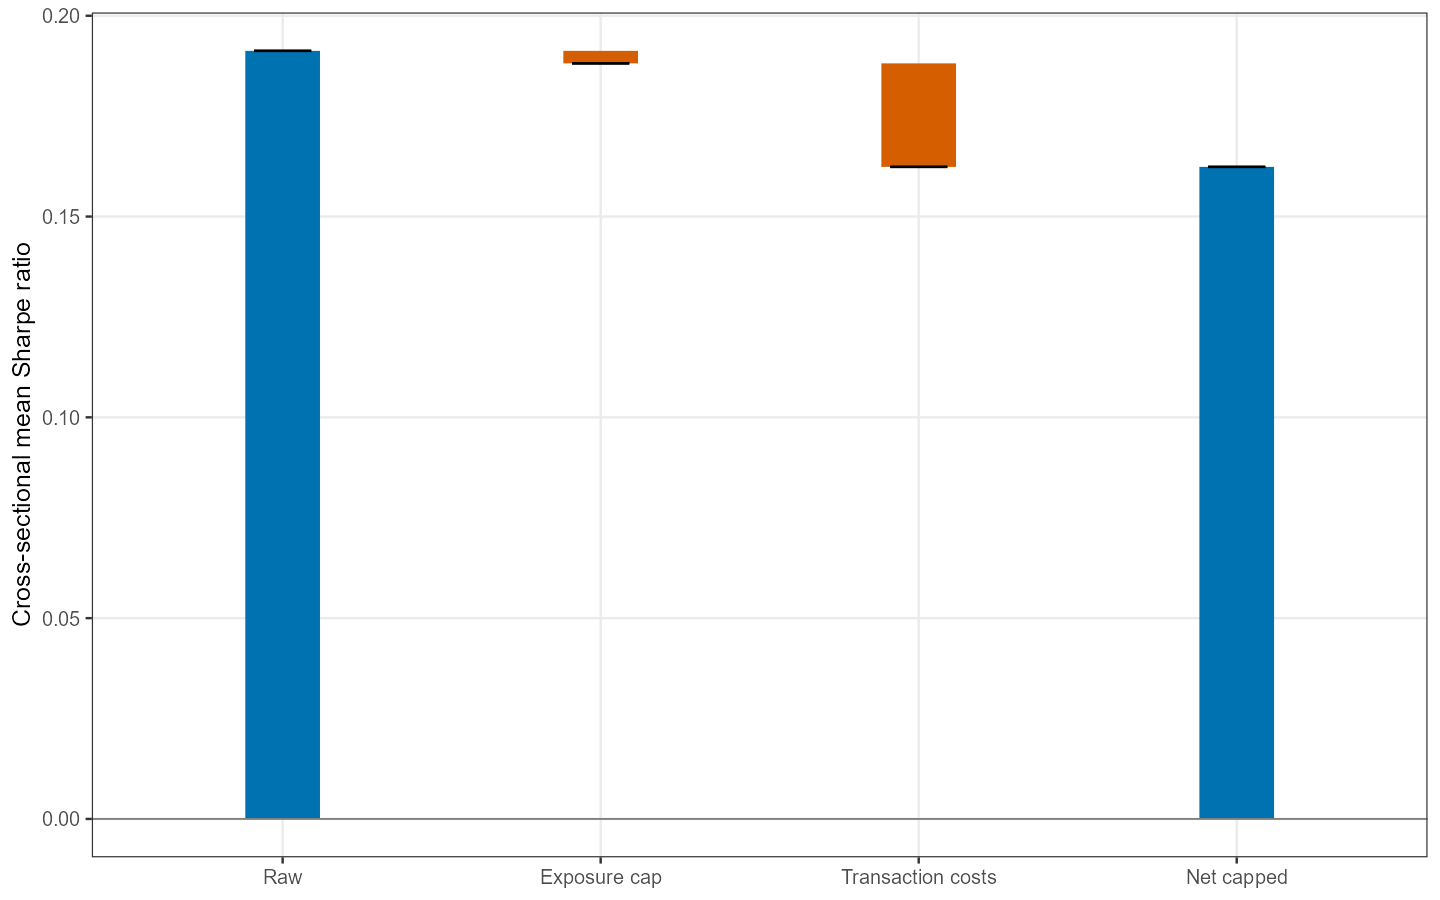 Cross-sectional mean Sharpe ratio
0.20
0.15
0.10
0.05
0.00
Raw
Exposure cap
Transaction costs
Net capped